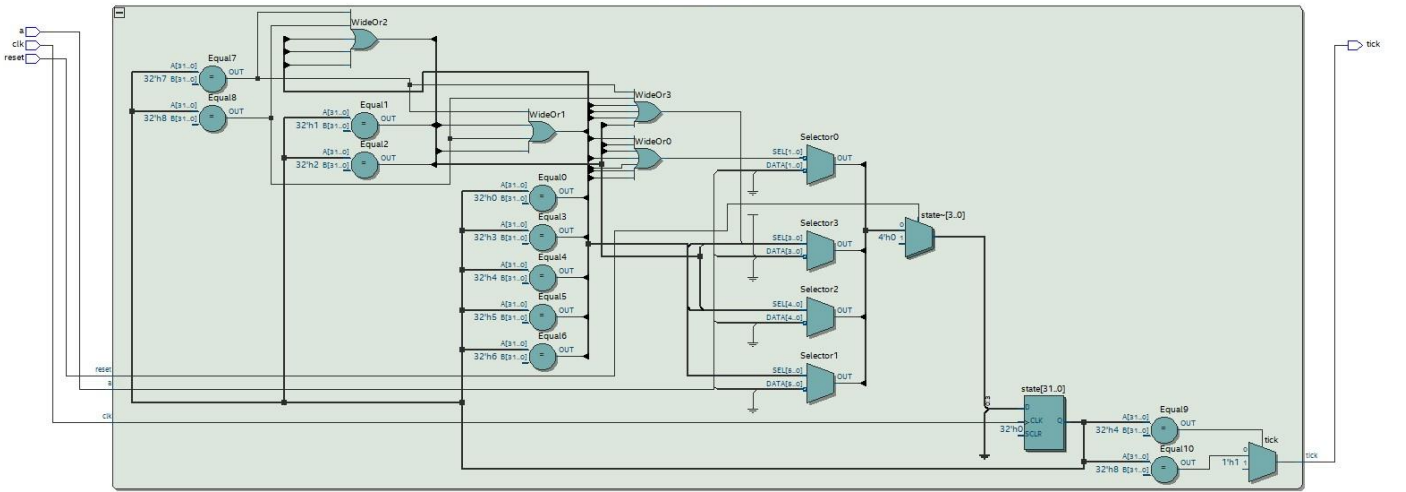 a
clk
reset
WideOr2
Equal7
A[31..0]
32'h7 B[31..0]
OUT
Equal8
A[31..0]
32'h8 B[31..0]
OUT
Equal1
A[31..0]
32'h1 B[31..0]
OUT
Equal2
A[31..0]
32'h2 B[31..0]
OUT
WideOr1
WideOr3
WideOr0
Equal0
A[31..0]
32'h0 B[31..0]
OUT
Equal3
A[31..0]
32'h3 B[31..0]
OUT
Equal4
A[31..0]
32'h4 B[31..0]
OUT
Equal5
A[31..0]
32'h5 B[31..0]
OUT
Equal6
A[31..0]
32'h6 B[31..0]
OUT
Selector0
SEL[1..0]
DATA[1..0]
OUT
Selector3
SEL[3..0]
DATA[3..0]
OUT
Selector2
SEL[4..0]
DATA[4..0]
OUT
Selector1
SEL[5..0]
DATA[5..0]
OUT
state~[3..0]
0
4'h0 1
reset
a
clk
0:3
state[31..0]
D
CLK
Q
32'h0
SCLR
Equal9
A[31..0]
32'h4 B[31..0]
OUT
Equal10
A[31..0]
32'h8 B[31..0]
OUT
tick
0
1'h1 1
tick
tick